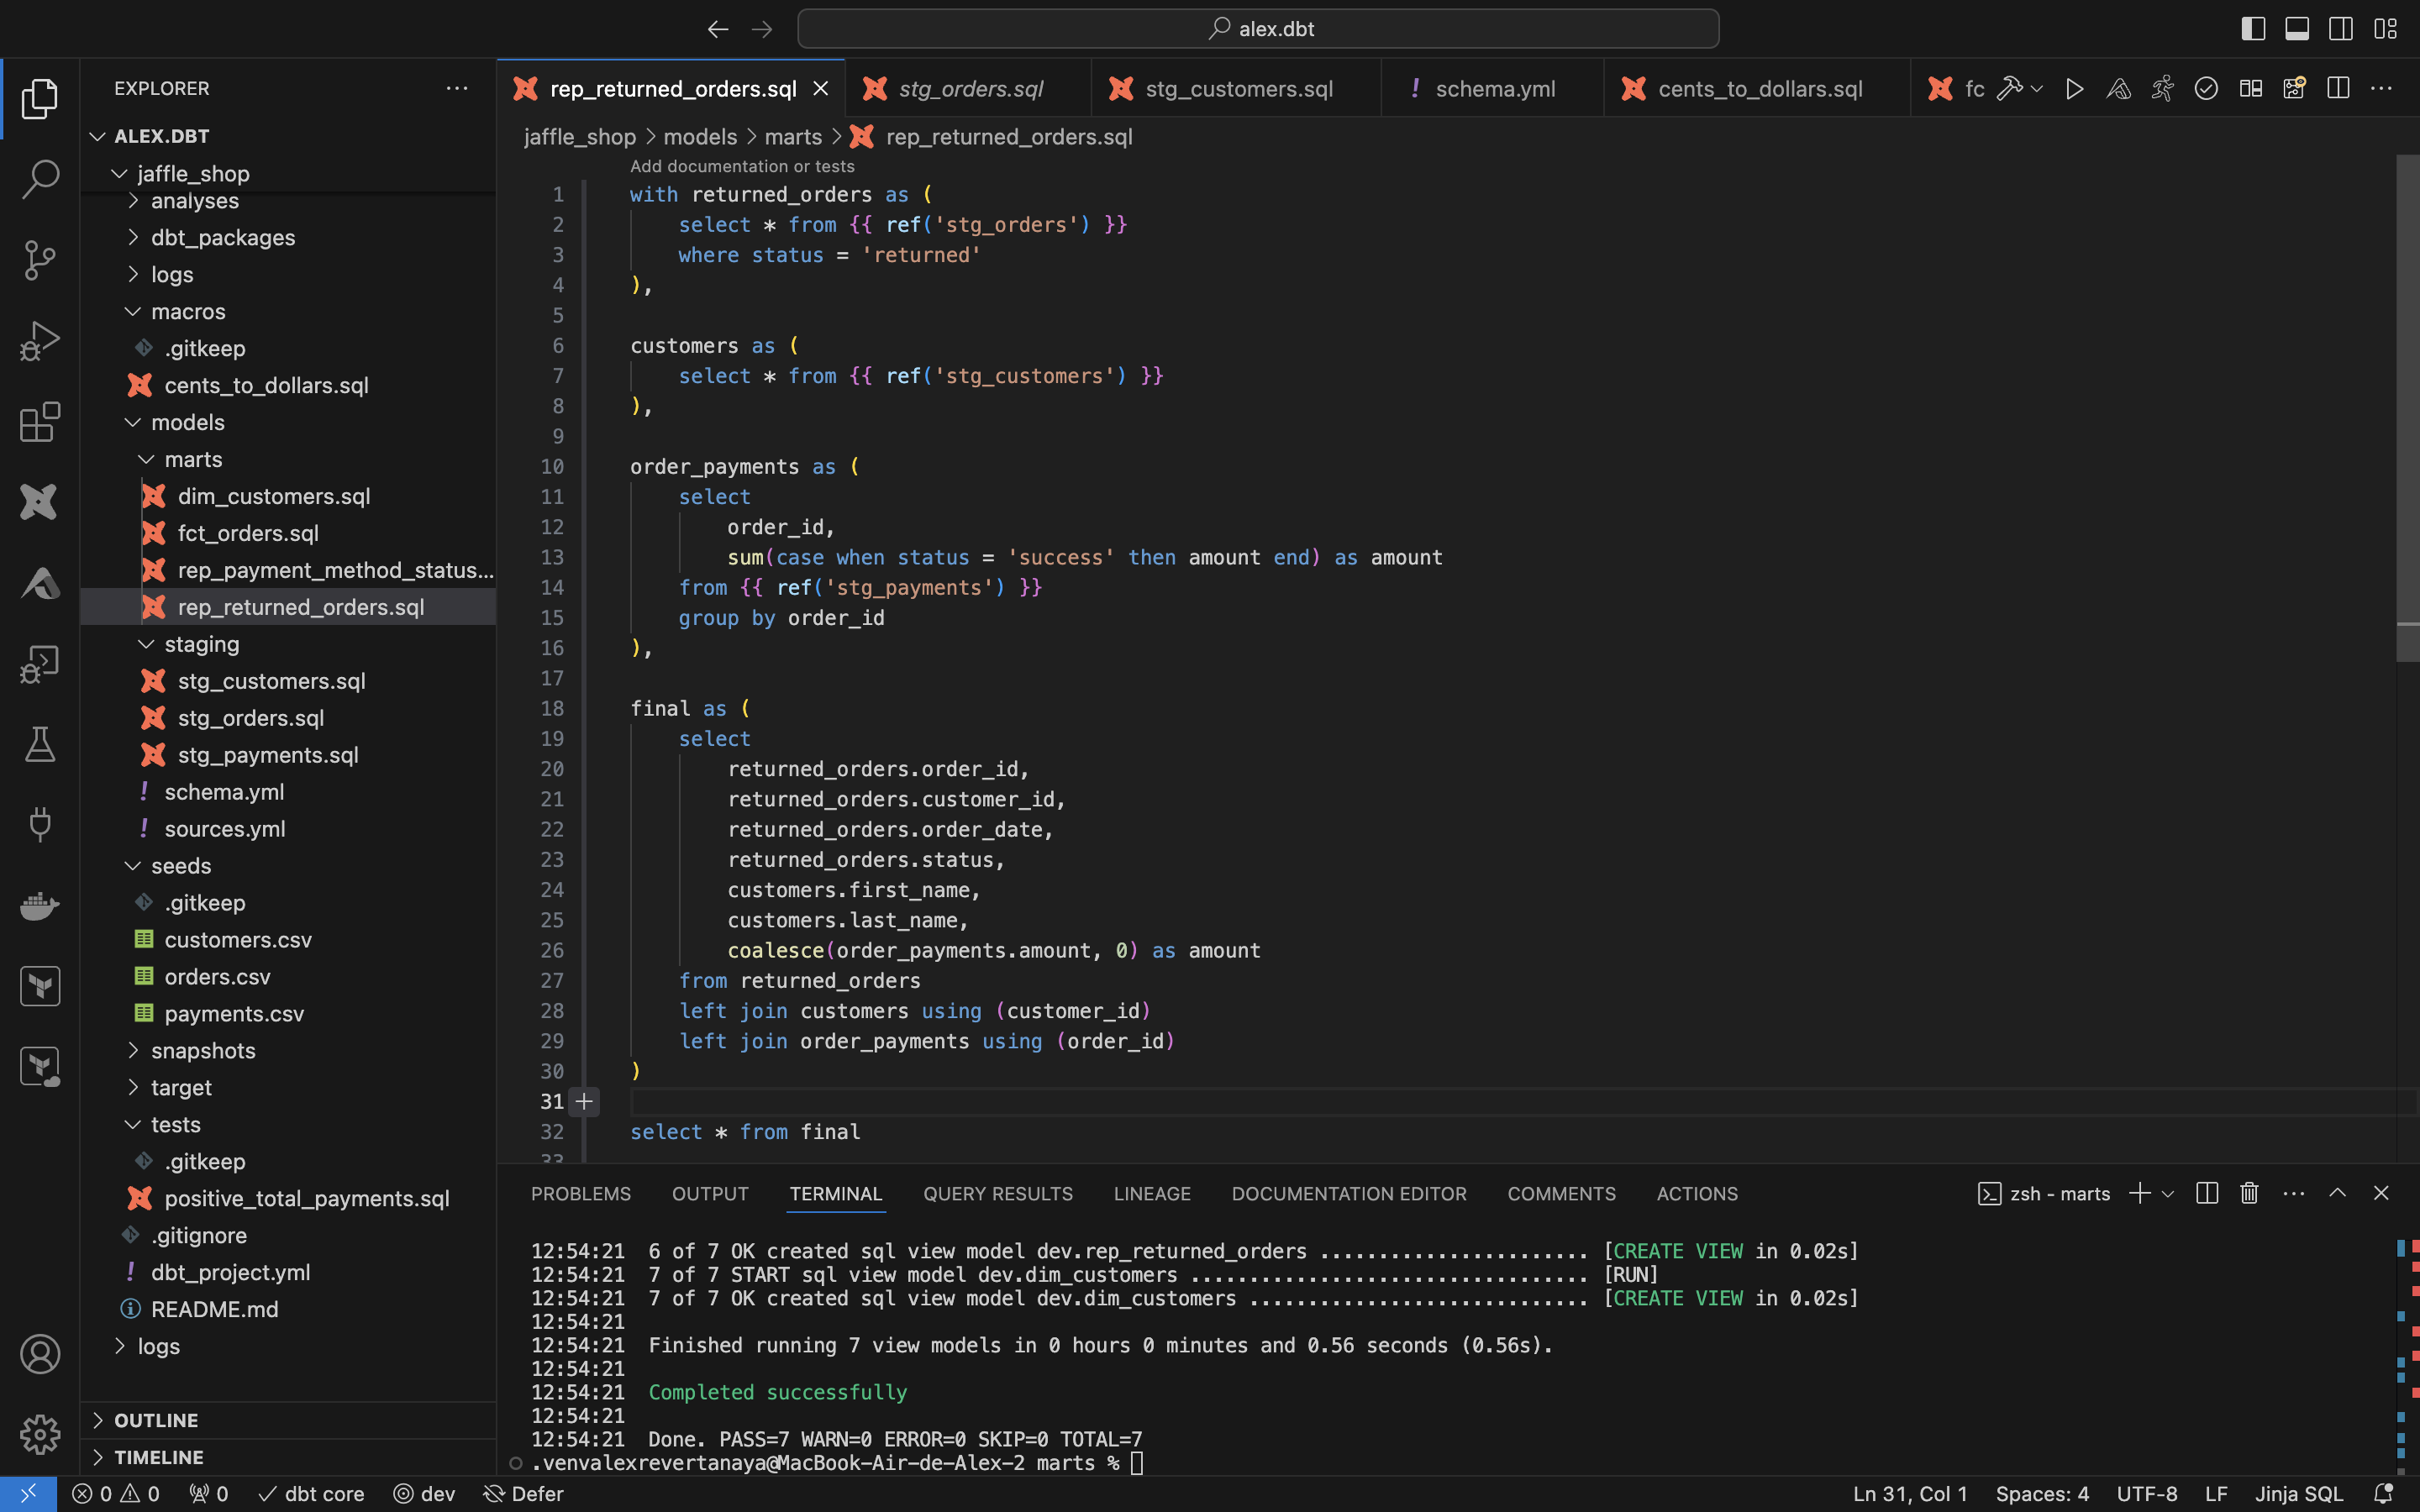 alex.dbt
EXPLORER
ALEX.DBT
jaffle_shop
analyses
dbt_packages
logs
macros
.gitkeep
cents_to_dollars.sql
models
marts
dim_customers.sql
fct_orders.sql
rep_payment_method_status...
rep_returned_orders.sql
staging
stg_customers.sql
stg_orders.sql
stg_payments.sql
! schema.yml
! sources.yml
seeds
.gitkeep
customers.csv
orders.csv
payments.csv
snapshots
target
tests
.gitkeep
positive_total_payments.sql
.gitignore
! dbt_project.yml
README.md
logs
OUTLINE
TIMELINE
rep_returned_orders.sql stg_orders.sql stg_customers.sql ! schema.yml cents_to_dollars.sql fc
jaffle_shop > models > marts > rep_returned_orders.sql
Add documentation or tests
1 with returned_orders as (
2     select * from {{ ref('stg_orders') }}
3     where status = 'returned'
4 ),
5
6 customers as (
7     select * from {{ ref('stg_customers') }}
8 ),
9
10 order_payments as (
11     select
12         order_id,
13         sum(case when status = 'success' then amount end) as amount
14     from {{ ref('stg_payments') }}
15     group by order_id
16 ),
17
18 final as (
19     select
20         returned_orders.order_id,
21         returned_orders.customer_id,
22         returned_orders.order_date,
23         returned_orders.status,
24         customers.first_name,
25         customers.last_name,
26         coalesce(order_payments.amount, 0) as amount
27     from returned_orders
28     left join customers using (customer_id)
29     left join order_payments using (order_id)
30 )
31
32 select * from final
33
PROBLEMS OUTPUT TERMINAL QUERY RESULTS LINEAGE DOCUMENTATION EDITOR COMMENTS ACTIONS zsh - marts
12:54:21  6 of 7 OK created sql view model dev.rep_returned_orders ....................... [CREATE VIEW in 0.02s]
12:54:21  7 of 7 START sql view model dev.dim_customers .................................. [RUN]
12:54:21  7 of 7 OK created sql view model dev.dim_customers ............................. [CREATE VIEW in 0.02s]
12:54:21
12:54:21  Finished running 7 view models in 0 hours 0 minutes and 0.56 seconds (0.56s).
12:54:21
12:54:21  Completed successfully
12:54:21
12:54:21  Done. PASS=7 WARN=0 ERROR=0 SKIP=0 TOTAL=7
.venvalexrevertanaya@MacBook-Air-de-Alex-2 marts %
0 0 0 dbt core dev Defer Ln 31, Col 1 Spaces: 4 UTF-8 LF Jinja SQL